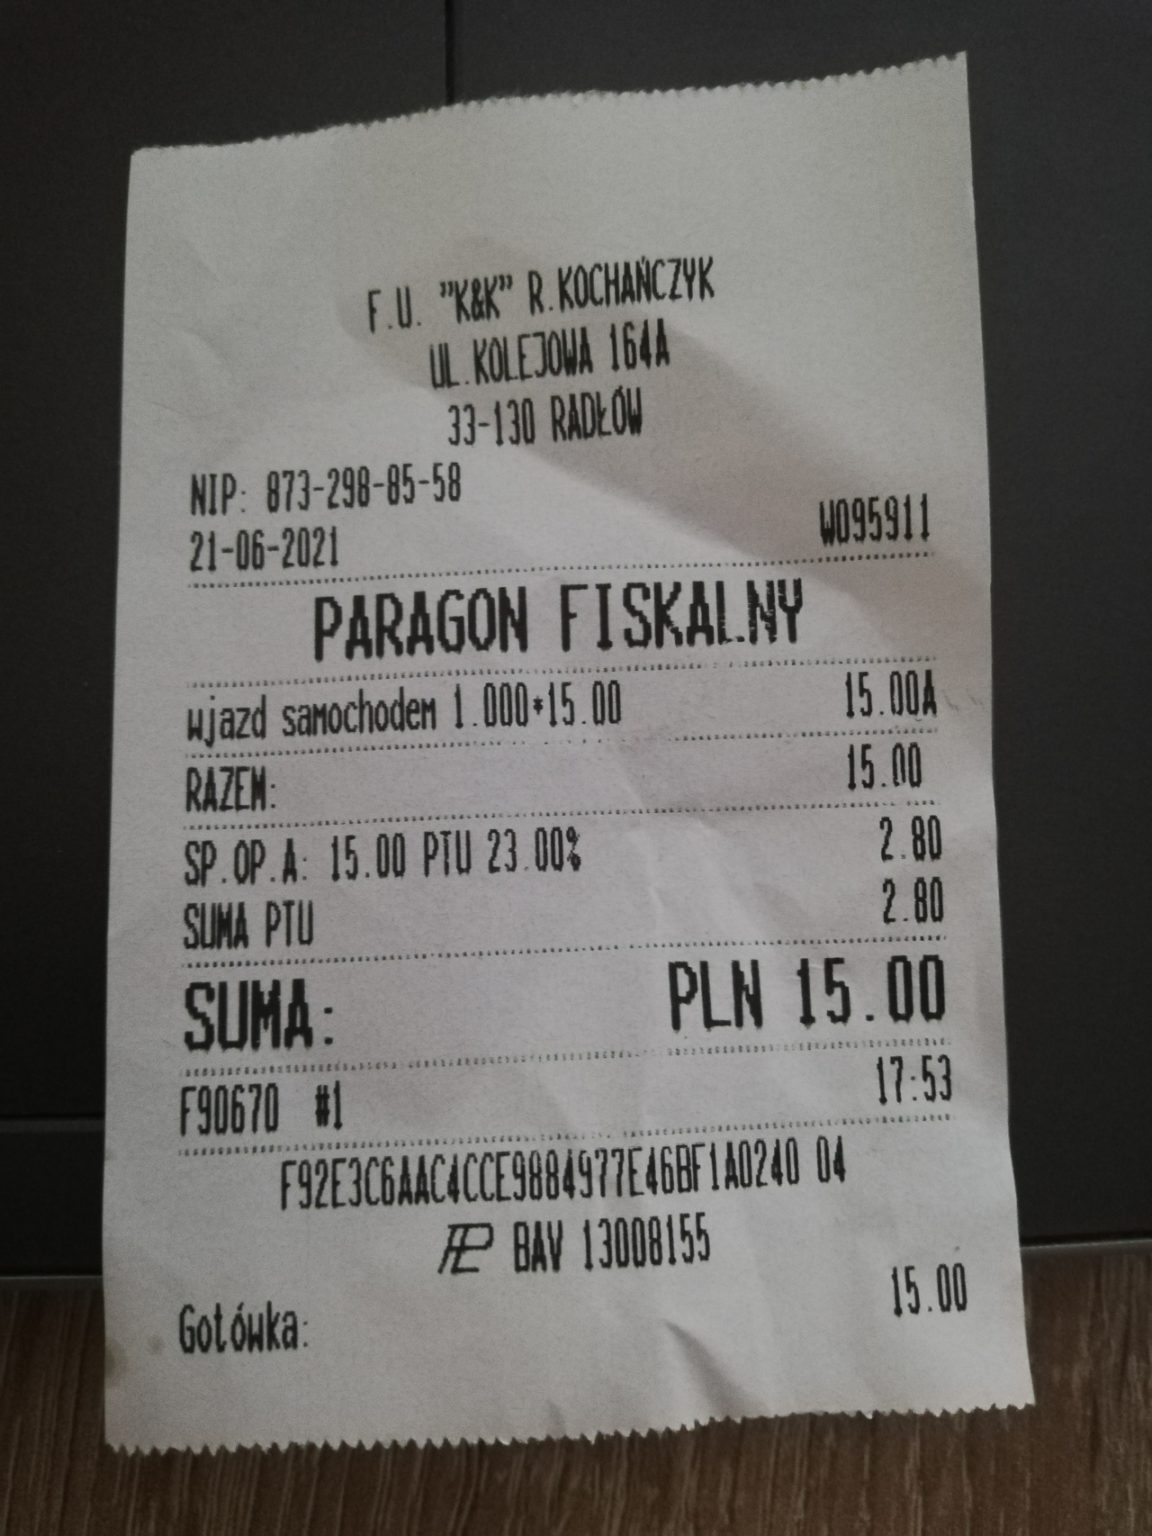 F.U. "K&K" R.KOCHAŃCZYK
UL.KOLEJOWA 164A
33-130 RADŁÓW
NIP: 873-298-85-58
21-06-2021 W095911
PARAGON FISKALNY
wjazd samochodem 1.000*15.00 15.00A
RAZEM: 15.00
SP.OP.A: 15.00 PTU 23.00% 2.80
SUMA PTU 2.80
SUMA: PLN 15.00
F90670 #1 17:53
F92E3C6AAC4CCE9884977E46BF1A0240 04
BAV 13008155
Gotówka: 15.00